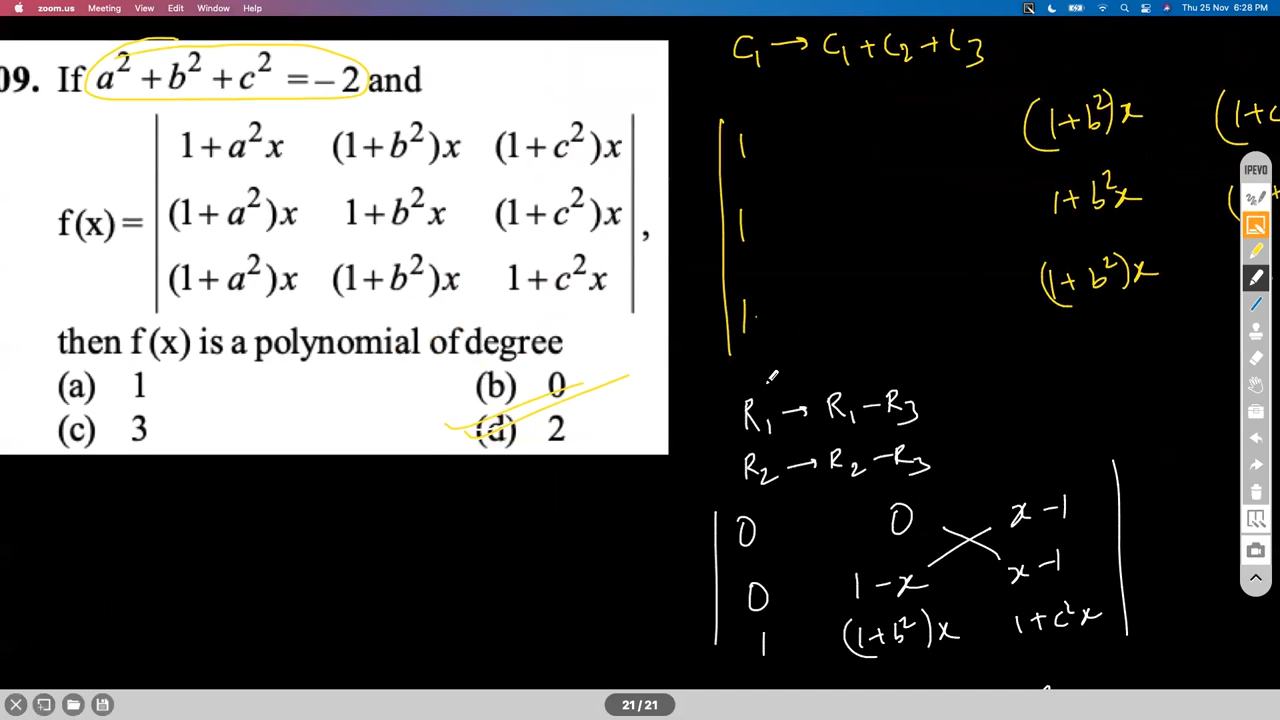 zoom.us Meeting View Edit Window Help Thu 25 Nov 6:28 PM
09. If a² + b² + c² = – 2 and
f(x) = | 1 + a²x (1 + b²)x (1 + c²)x |
| (1 + a²)x 1 + b²x (1 + c²)x |
| (1 + a²)x (1 + b²)x 1 + c²x | ,
then f (x) is a polynomial of degree
(a) 1 (b) 0
(c) 3 (d) 2
C₁ → C₁ + C₂ + C₃
| 1 (1+b²)x (1+c
1 1+b²x
1 (1+b²)x
R₁ → R₁ – R₃
R₂ → R₂ – R₃
| 0 0 x – 1 |
0 1 – x x – 1
1 (1+b²)x 1 + c²x
IPEVO
21 / 21